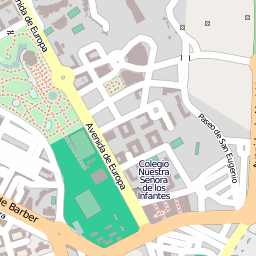 Avenida de Europa
Paseo de San Eugenio
Avenida de Europa
Colegio
Nuestra
Señora
de los
Infantes
de Barber